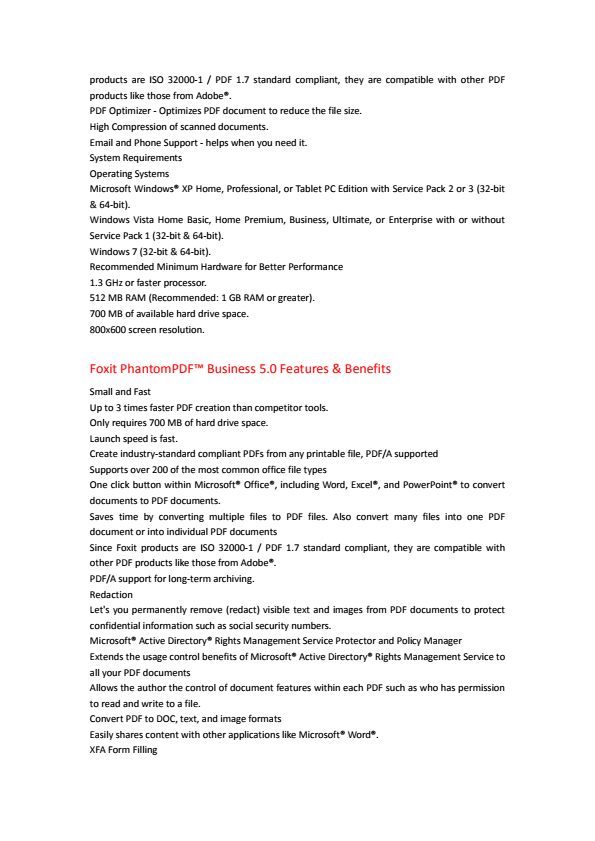 products are ISO 32000-1 / PDF 1.7 standard compliant, they are compatible with other PDF
products like those from Adobe®.
PDF Optimizer - Optimizes PDF document to reduce the file size.
High Compression of scanned documents.
Email and Phone Support - helps when you need it.
System Requirements
Operating Systems
Microsoft Windows® XP Home, Professional, or Tablet PC Edition with Service Pack 2 or 3 (32-bit
& 64-bit).
Windows Vista Home Basic, Home Premium, Business, Ultimate, or Enterprise with or without
Service Pack 1 (32-bit & 64-bit).
Windows 7 (32-bit & 64-bit).
Recommended Minimum Hardware for Better Performance
1.3 GHz or faster processor.
512 MB RAM (Recommended: 1 GB RAM or greater).
700 MB of available hard drive space.
800x600 screen resolution.
Foxit PhantomPDF™ Business 5.0 Features & Benefits
Small and Fast
Up to 3 times faster PDF creation than competitor tools.
Only requires 700 MB of hard drive space.
Launch speed is fast.
Create industry-standard compliant PDFs from any printable file, PDF/A supported
Supports over 200 of the most common office file types
One click button within Microsoft® Office®, including Word, Excel®, and PowerPoint® to convert
documents to PDF documents.
Saves time by converting multiple files to PDF files. Also convert many files into one PDF
document or into individual PDF documents
Since Foxit products are ISO 32000-1 / PDF 1.7 standard compliant, they are compatible with
other PDF products like those from Adobe®.
PDF/A support for long-term archiving.
Redaction
Let's you permanently remove (redact) visible text and images from PDF documents to protect
confidential information such as social security numbers.
Microsoft® Active Directory® Rights Management Service Protector and Policy Manager
Extends the usage control benefits of Microsoft® Active Directory® Rights Management Service to
all your PDF documents
Allows the author the control of document features within each PDF such as who has permission
to read and write to a file.
Convert PDF to DOC, text, and image formats
Easily shares content with other applications like Microsoft® Word®.
XFA Form Filling